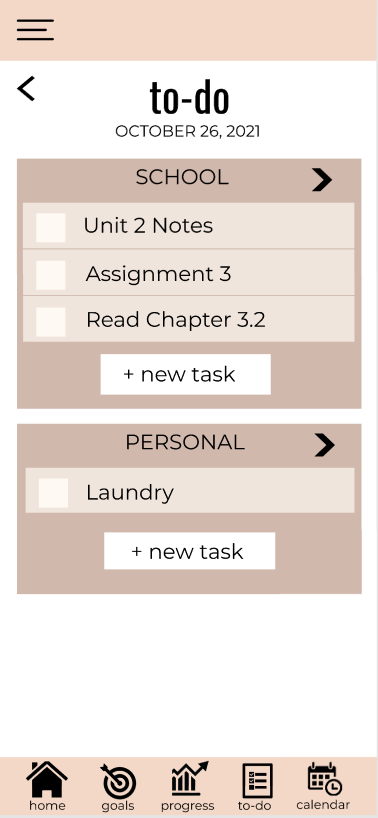 to-do
OCTOBER 26, 2021
SCHOOL
Unit 2 Notes
Assignment 3
Read Chapter 3.2
+ new task
PERSONAL
Laundry
+ new task
home goals progress to-do calendar